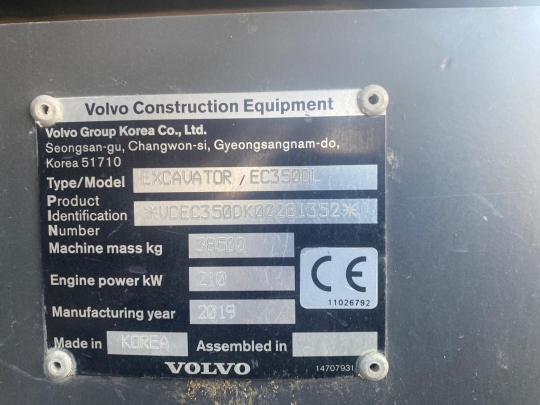 Volvo Construction Equipment
Volvo Group Korea Co., Ltd.
Seongsan-gu, Changwon-si, Gyeongsangnam-do,
Korea 51710
Type/Model EXCAVATOR / EC350DL
Product
Identification
Number
Machine mass kg 38500
Engine power kW 210
Manufacturing year 2019
CE
11026792
Made in KOREA Assembled in
VOLVO 14707931